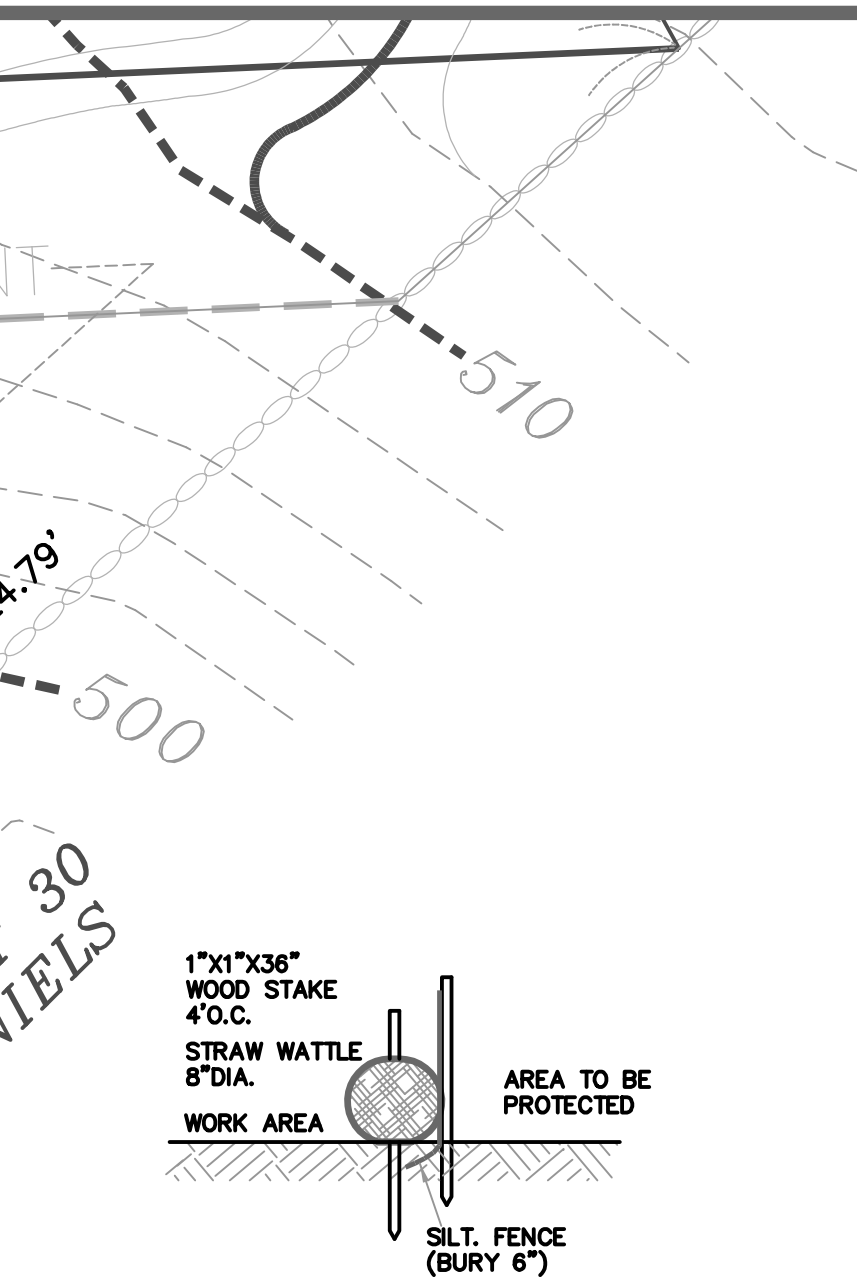 510
4.79'
500
30
1"X1"X36"
WOOD STAKE
4'O.C.
STRAW WATTLE
8"DIA.
WORK AREA
AREA TO BE
PROTECTED
SILT. FENCE
(BURY 6")